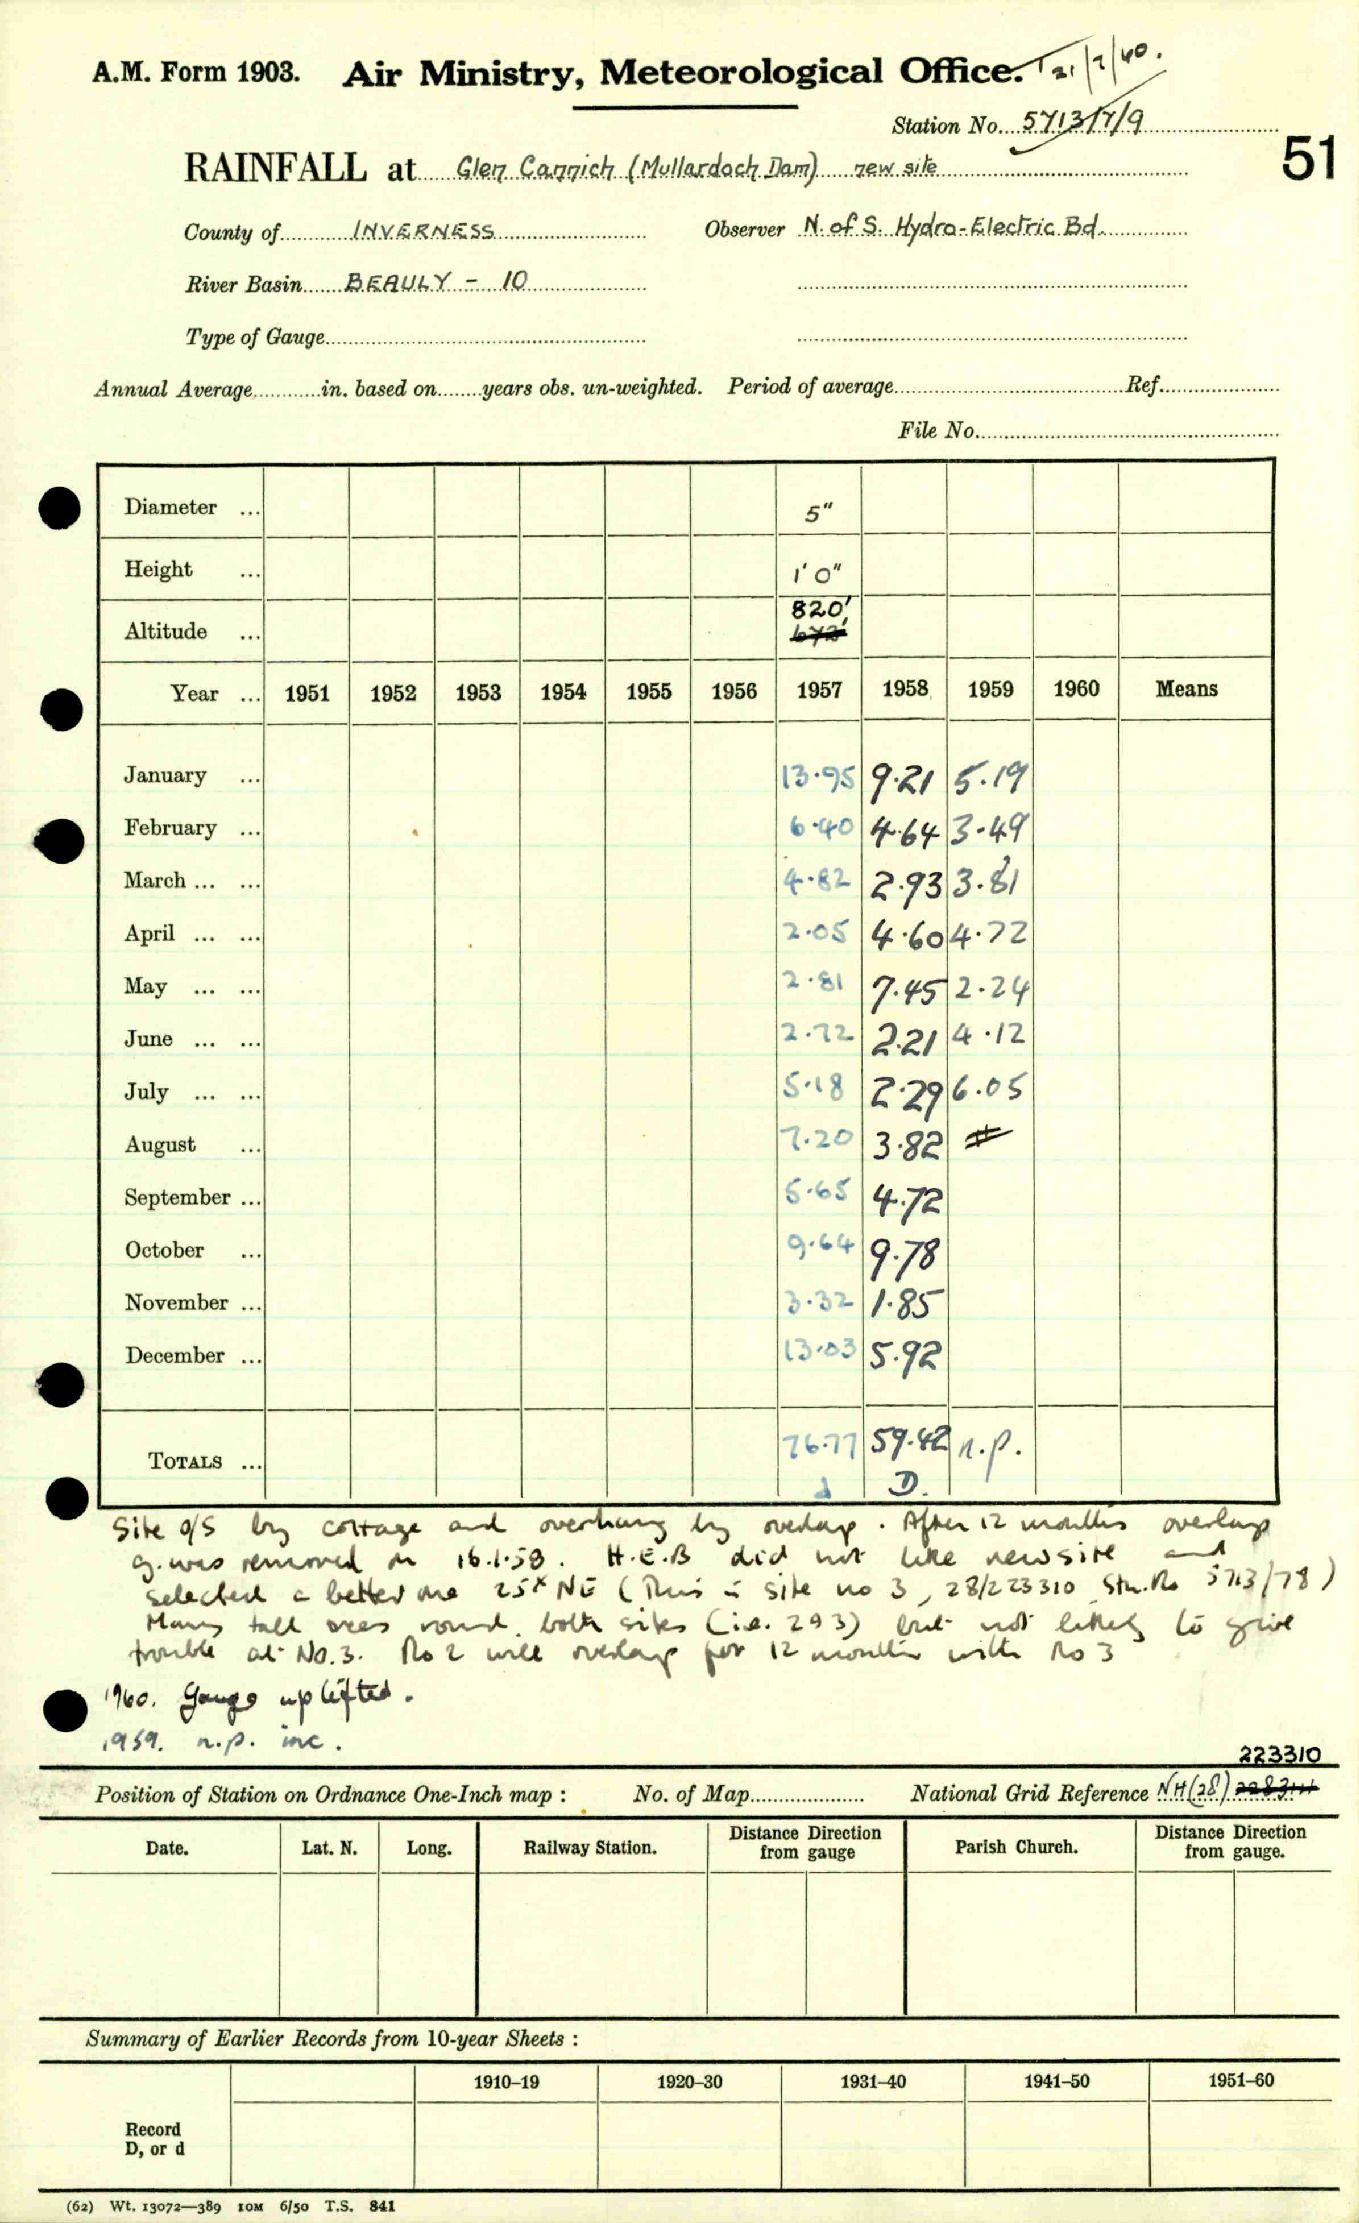 A.M. Form 1903. Air Ministry, Meteorological Office.
Station No. 5713/7/9
51
RAINFALL at Glen Cannich (Mullardoch Dam) new site
County of INVERNESS Observer N. of S. Hydro-Electric Bd.
River Basin BEAULY - 10
Type of Gauge
Annual Average in. based on years obs. un-weighted. Period of average Ref.
File No.
Diameter ... 5"
Height ... 1' 0"
820'
Altitude ... 672'
Year ... 1951 1952 1953 1954 1955 1956 1957 1958 1959 1960 Means
January ... 13.95 9.21 5.19
February ... 6.40 4.64 3.49
March ... ... 4.82 2.93 3.81
April ... ... 2.05 4.60 4.72
May ... ... 2.81 7.45 2.24
June ... ... 2.72 2.21 4.12
July ... ... 5.18 2.29 6.05
August ... 7.20 3.82 #
September ... 5.65 4.72
October ... 9.64 9.78
November ... 3.32 1.85
December ... 13.03 5.92
TOTALS ... 76.77 59.42 n.p.
d D.
Site o/s by cottage and overhung by overlap. After 12 months overlap
g. was removed on 16.1.58. H.E.B did not like new site and
selected a better one 25x NE (This is site no 3, 28/223310 Stn. No 5713/78)
Many tall trees round both sites (i.e. 2 & 3) but not likely to give
trouble at No. 3. No 2 will overlap for 12 months with No 3
1960. Gauge uplifted.
1959. n.p. inc.
223310
Position of Station on Ordnance One-Inch map : No. of Map National Grid Reference NH(28)
Date. Lat. N. Long. Railway Station. Distance from Direction gauge Parish Church. Distance from Direction gauge.
Summary of Earlier Records from 10-year Sheets :
1910–19 1920–30 1931–40 1941–50 1951–60
Record
D, or d
(62) Wt. 13072—389 10M 6/50 T.S. 841